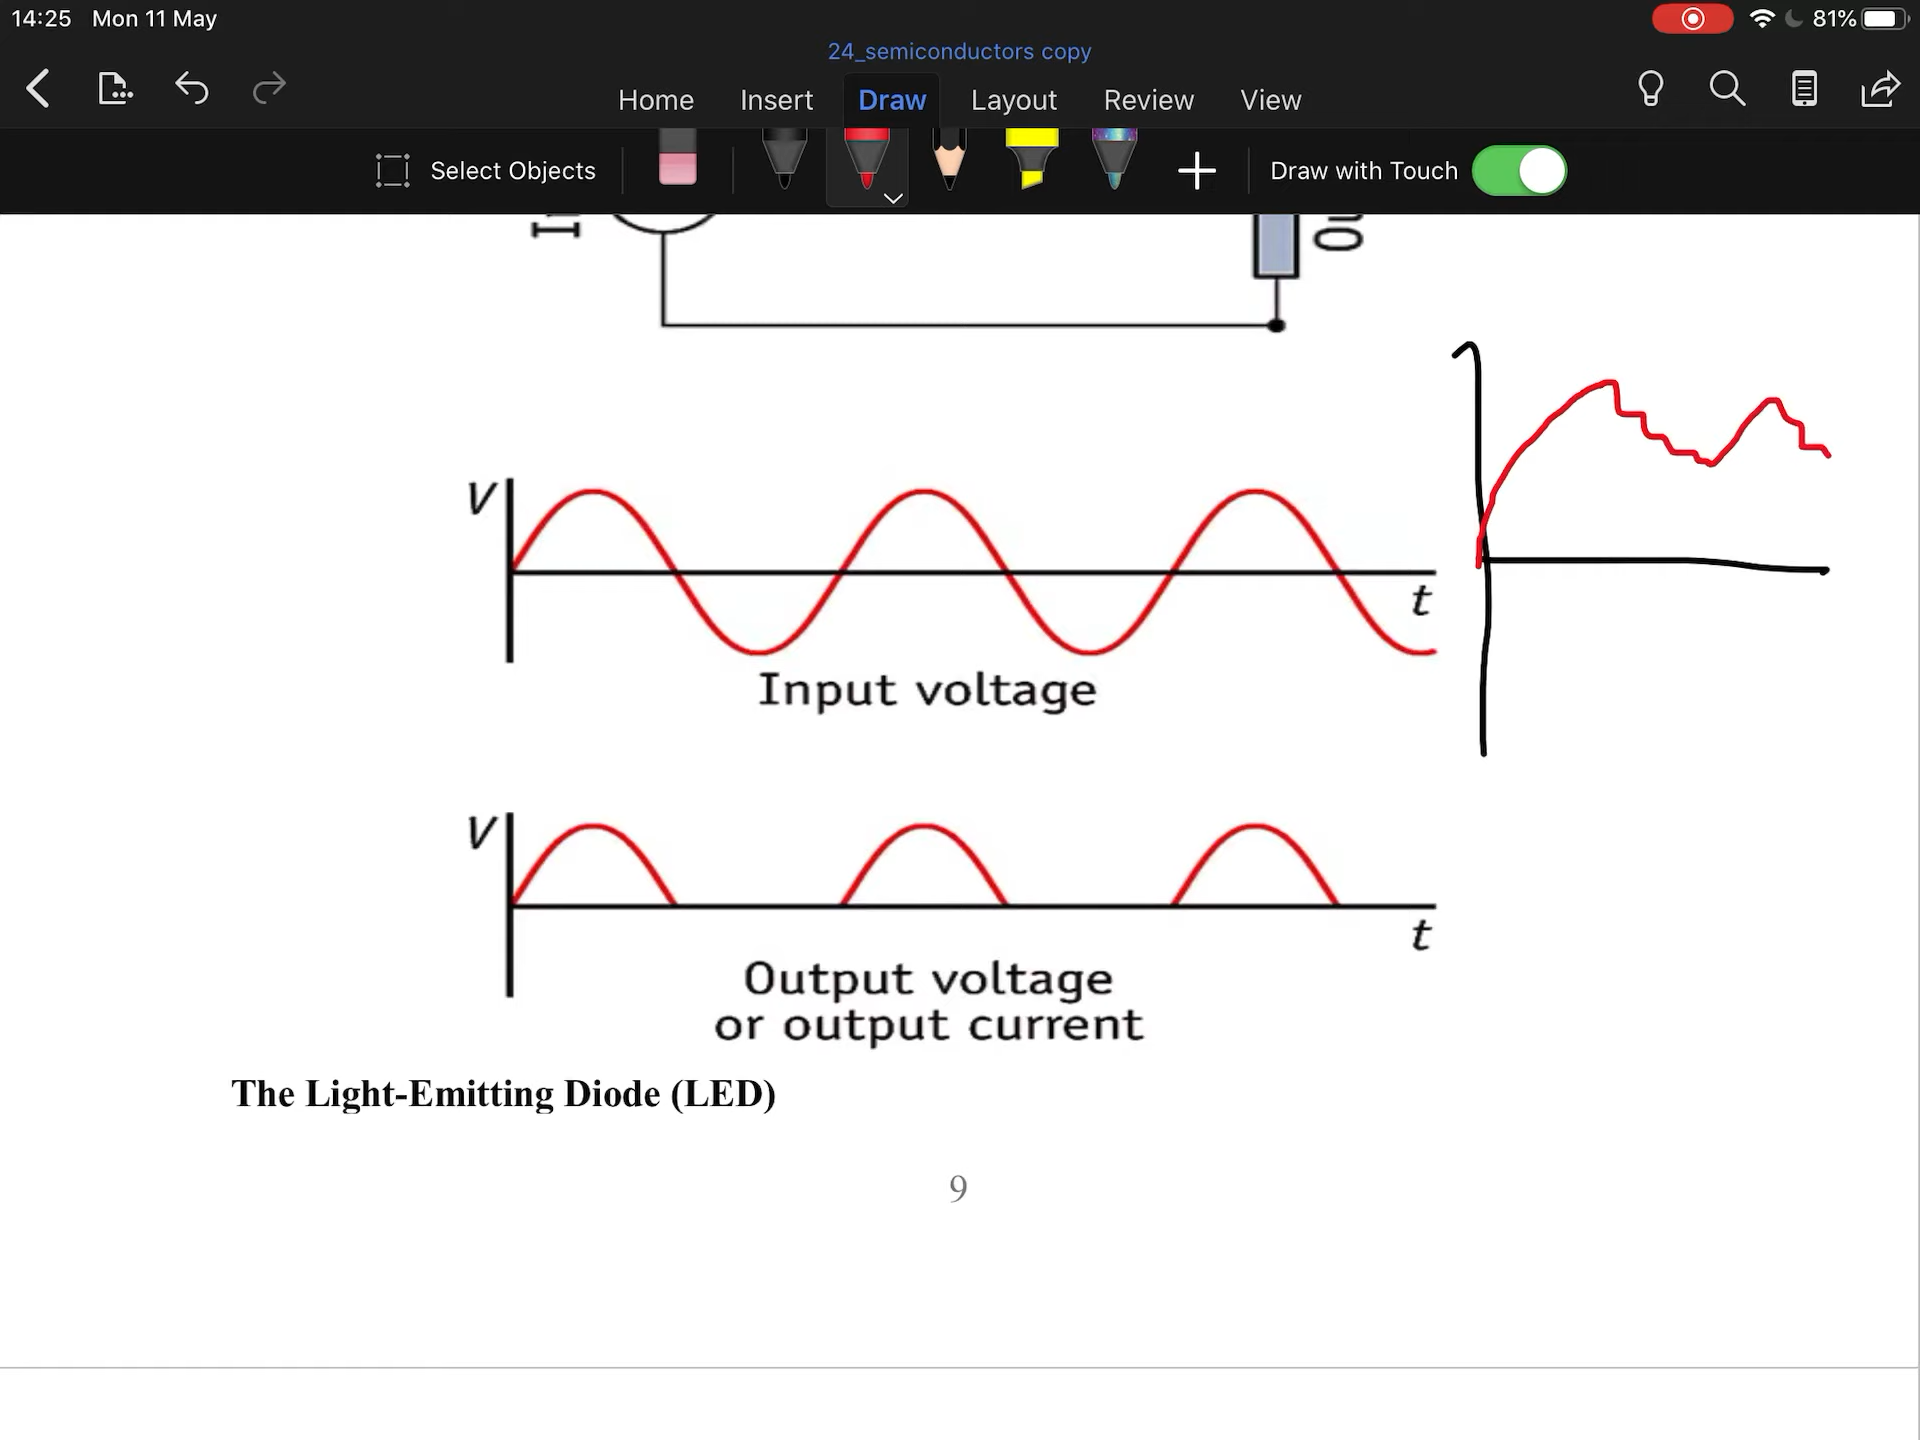 14:25 Mon 11 May 81%
24_semiconductors copy
Home Insert Draw Layout Review View
Select Objects Draw with Touch
V
t
Input voltage
V
t
Output voltage
or output current
The Light-Emitting Diode (LED)
9